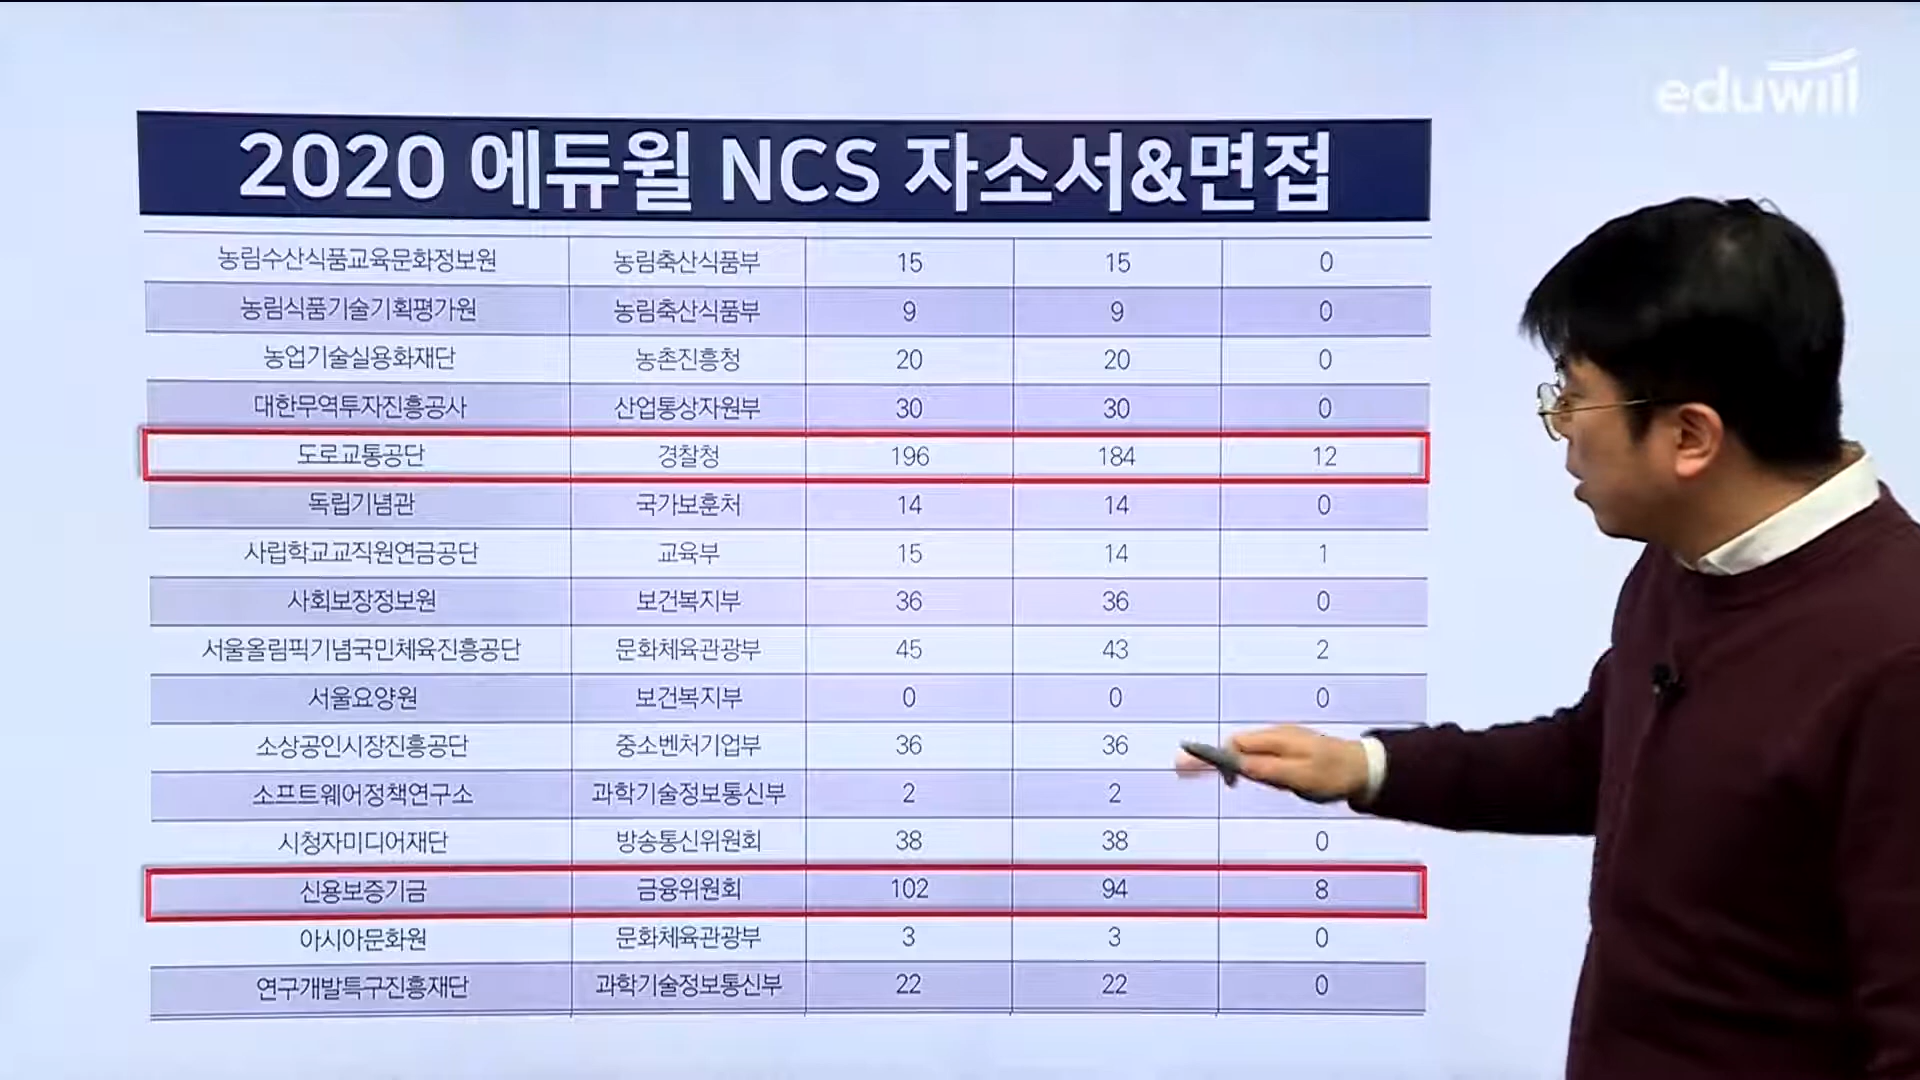 eduwill
2020 에듀윌 NCS 자소서&면접
농림수산식품교육문화정보원 농림축산식품부 15 15 0
농림식품기술기획평가원 농림축산식품부 9 9 0
농업기술실용화재단 농촌진흥청 20 20 0
대한무역투자진흥공사 산업통상자원부 30 30 0
도로교통공단 경찰청 196 184 12
독립기념관 국가보훈처 14 14 0
사립학교교직원연금공단 교육부 15 14 1
사회보장정보원 보건복지부 36 36 0
서울올림픽기념국민체육진흥공단 문화체육관광부 45 43 2
서울요양원 보건복지부 0 0 0
소상공인시장진흥공단 중소벤처기업부 36 36
소프트웨어정책연구소 과학기술정보통신부 2 2
시청자미디어재단 방송통신위원회 38 38 0
신용보증기금 금융위원회 102 94 8
아시아문화원 문화체육관광부 3 3 0
연구개발특구진흥재단 과학기술정보통신부 22 22 0